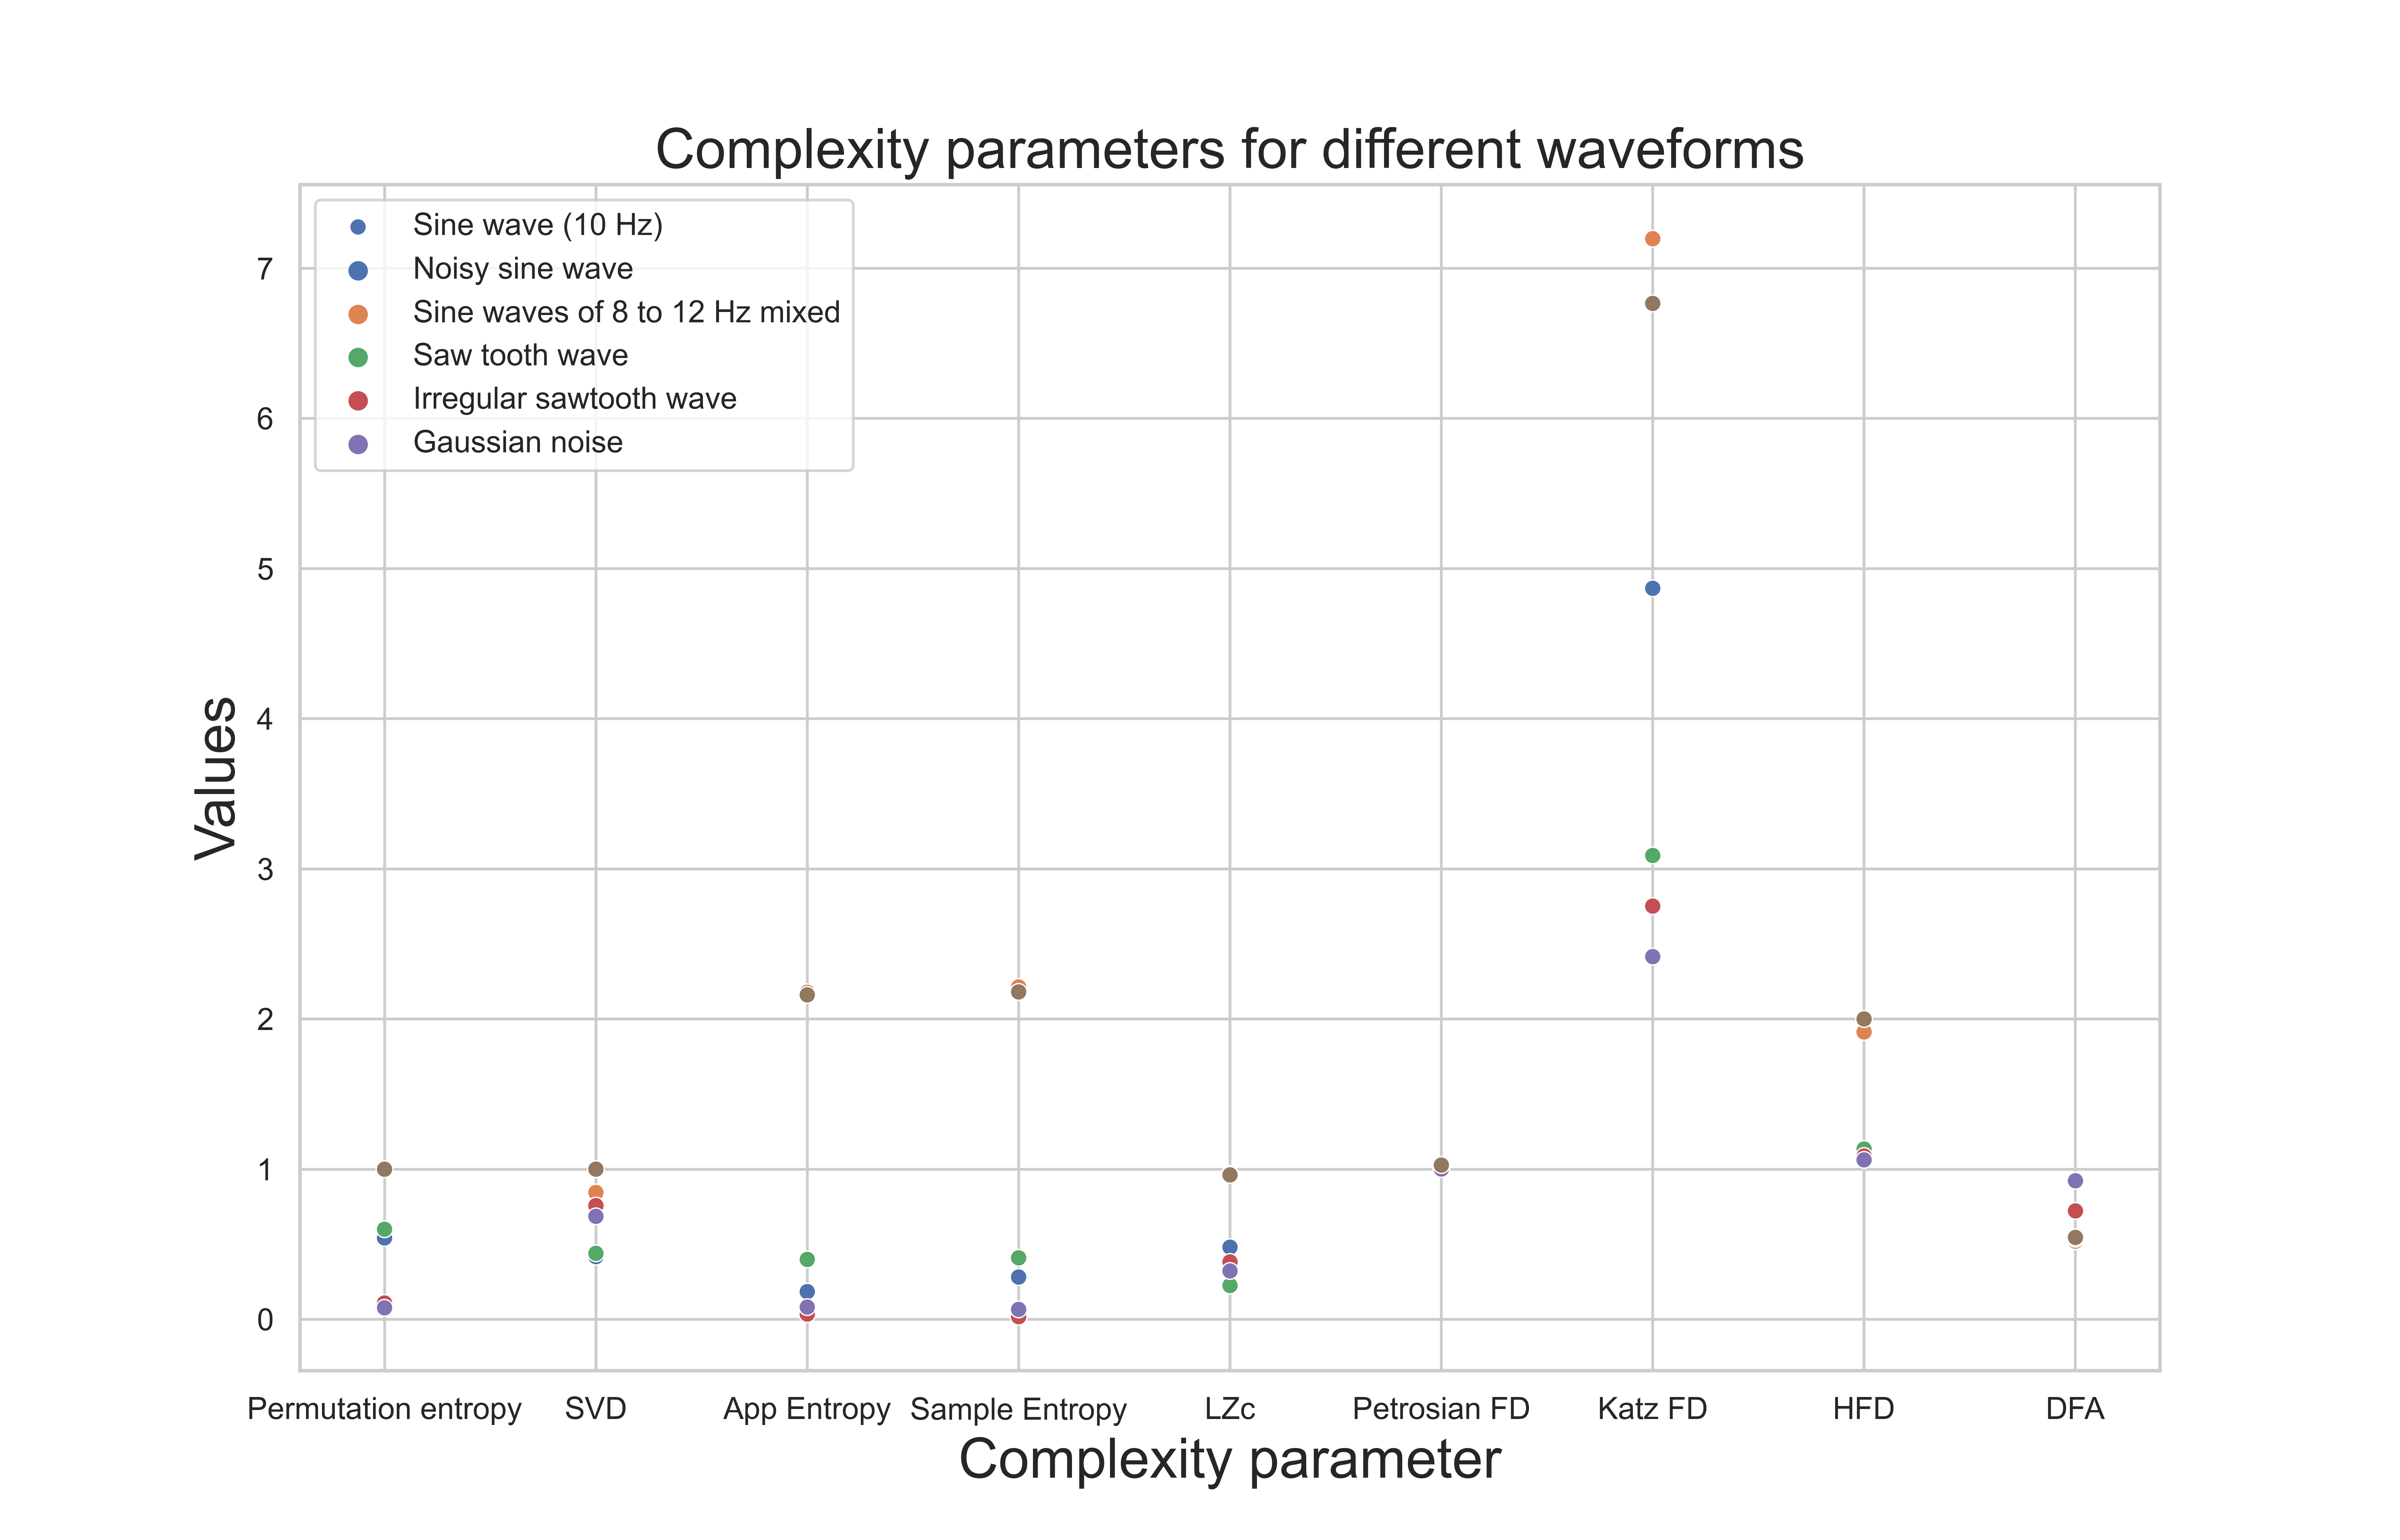 Complexity parameters for different waveforms
Sine wave (10 Hz)
Noisy sine wave
Sine waves of 8 to 12 Hz mixed
Saw tooth wave
Irregular sawtooth wave
Gaussian noise
7
6
5
4
3
2
1
0
Values
Permutation entropy SVD App Entropy Sample Entropy LZc Petrosian FD Katz FD HFD DFA
Complexity parameter